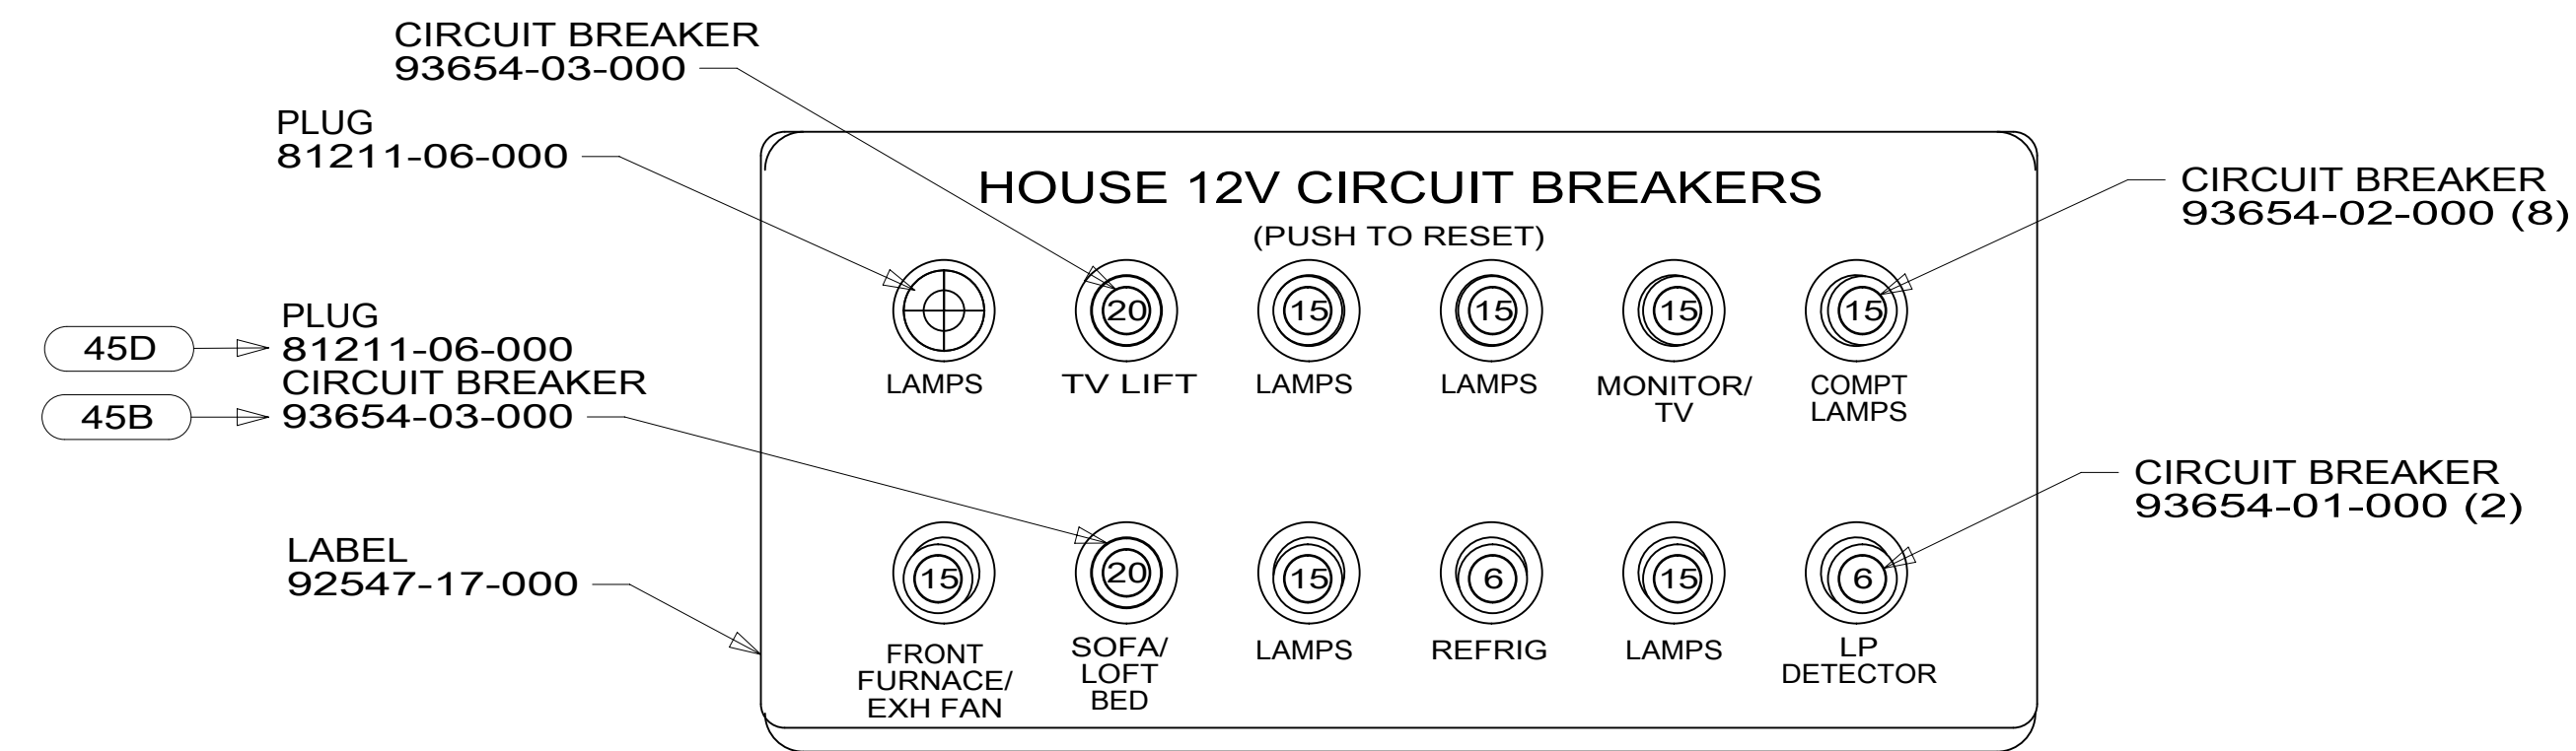 CIRCUIT BREAKER
93654-03-000
PLUG
81211-06-000
HOUSE 12V CIRCUIT BREAKERS
(PUSH TO RESET)
CIRCUIT BREAKER
93654-02-000 (8)
20 15 15 15 15
LAMPS TV LIFT LAMPS LAMPS MONITOR/ COMPT
TV LAMPS
45D PLUG
81211-06-000
45B CIRCUIT BREAKER
93654-03-000
CIRCUIT BREAKER
93654-01-000 (2)
LABEL
92547-17-000
15 20 15 6 15 6
FRONT SOFA/ LAMPS REFRIG LAMPS LP
FURNACE/ LOFT DETECTOR
EXH FAN BED